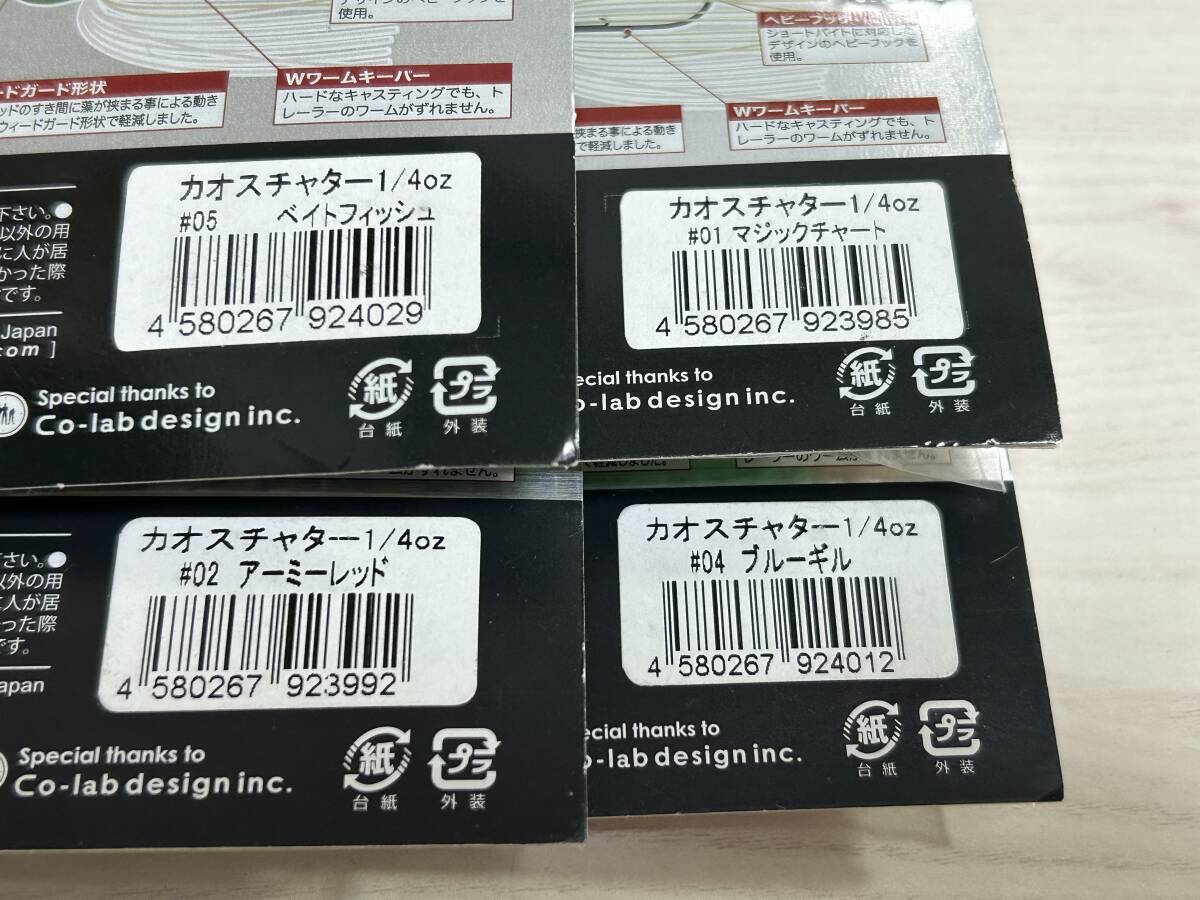 デザインのヘビーフックを
使用。
ードガード形状
ッドのすき間に藻が挟まる事による動き
ウィードガード形状で軽減しました。
Wワームキーパー
ハードなキャスティングでも、ト
レーラーのワームがずれません。
下さい。●
以外の用
に人が居
かった際
です。
Japan
com ]
カオスチャター1/4oz
#05 ベイトフィッシュ
4 580267 924029
Special thanks to
Co-lab design inc.
紙
台紙
プラ
外装
ショートバイトに対応した
デザインのヘビーフックを
使用。
挟まる事による動き
で軽減しました。
Wワームキーパー
ハードなキャスティングでも、ト
レーラーのワームがずれません。
カオスチャター1/4oz
#01 マジックチャート
4 580267 923985
ecial thanks to
o-lab design inc.
紙
台紙
プラ
外装
さい。●
以外の用
に人が居
った際
です。
apan
カオスチャター1/4oz
#02 アーミーレッド
4 580267 923992
Special thanks to
Co-lab design inc.
紙
台紙
プラ
外装
カオスチャター1/4oz
#04 ブルーギル
4 580267 924012
ecial thanks to
o-lab design inc.
紙
台紙
プラ
外装